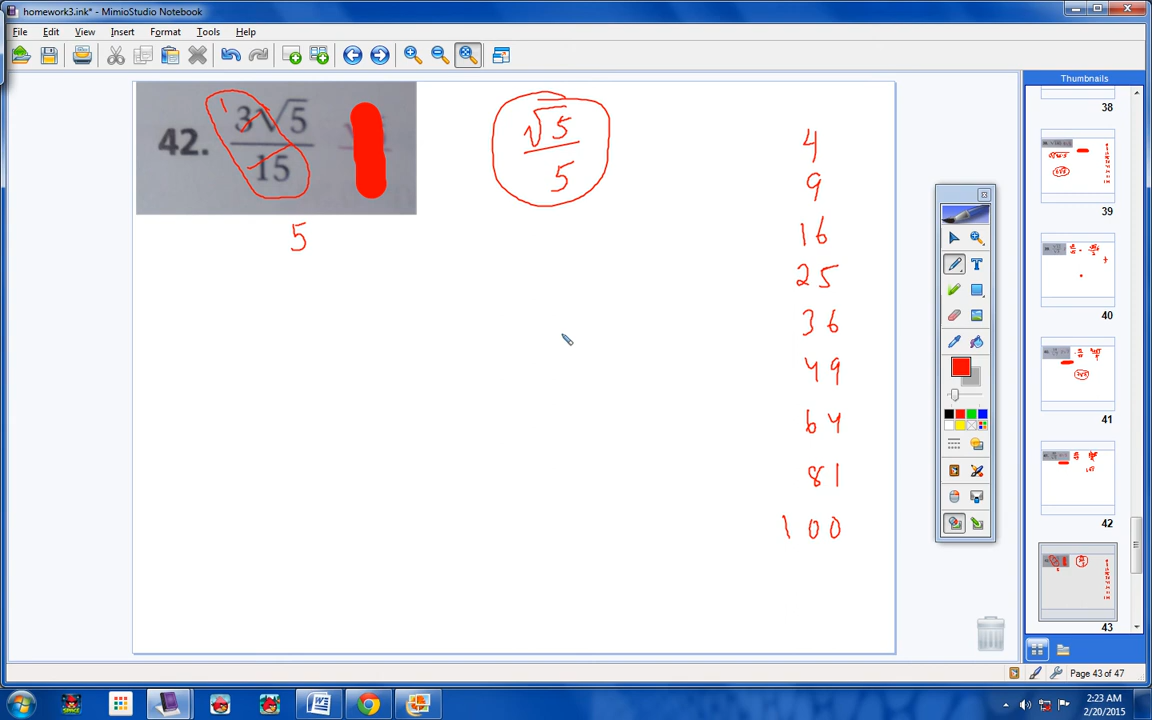 homework3.ink* - MimioStudio Notebook
File Edit View Insert Format Tools Help
Thumbnails
42. 3√5 / 15
1
5
√5 / 5
4
9
16
25
36
49
64
81
100
38
39
40
41
42
43
T
Page 43 of 47
2:23 AM
2/20/2015